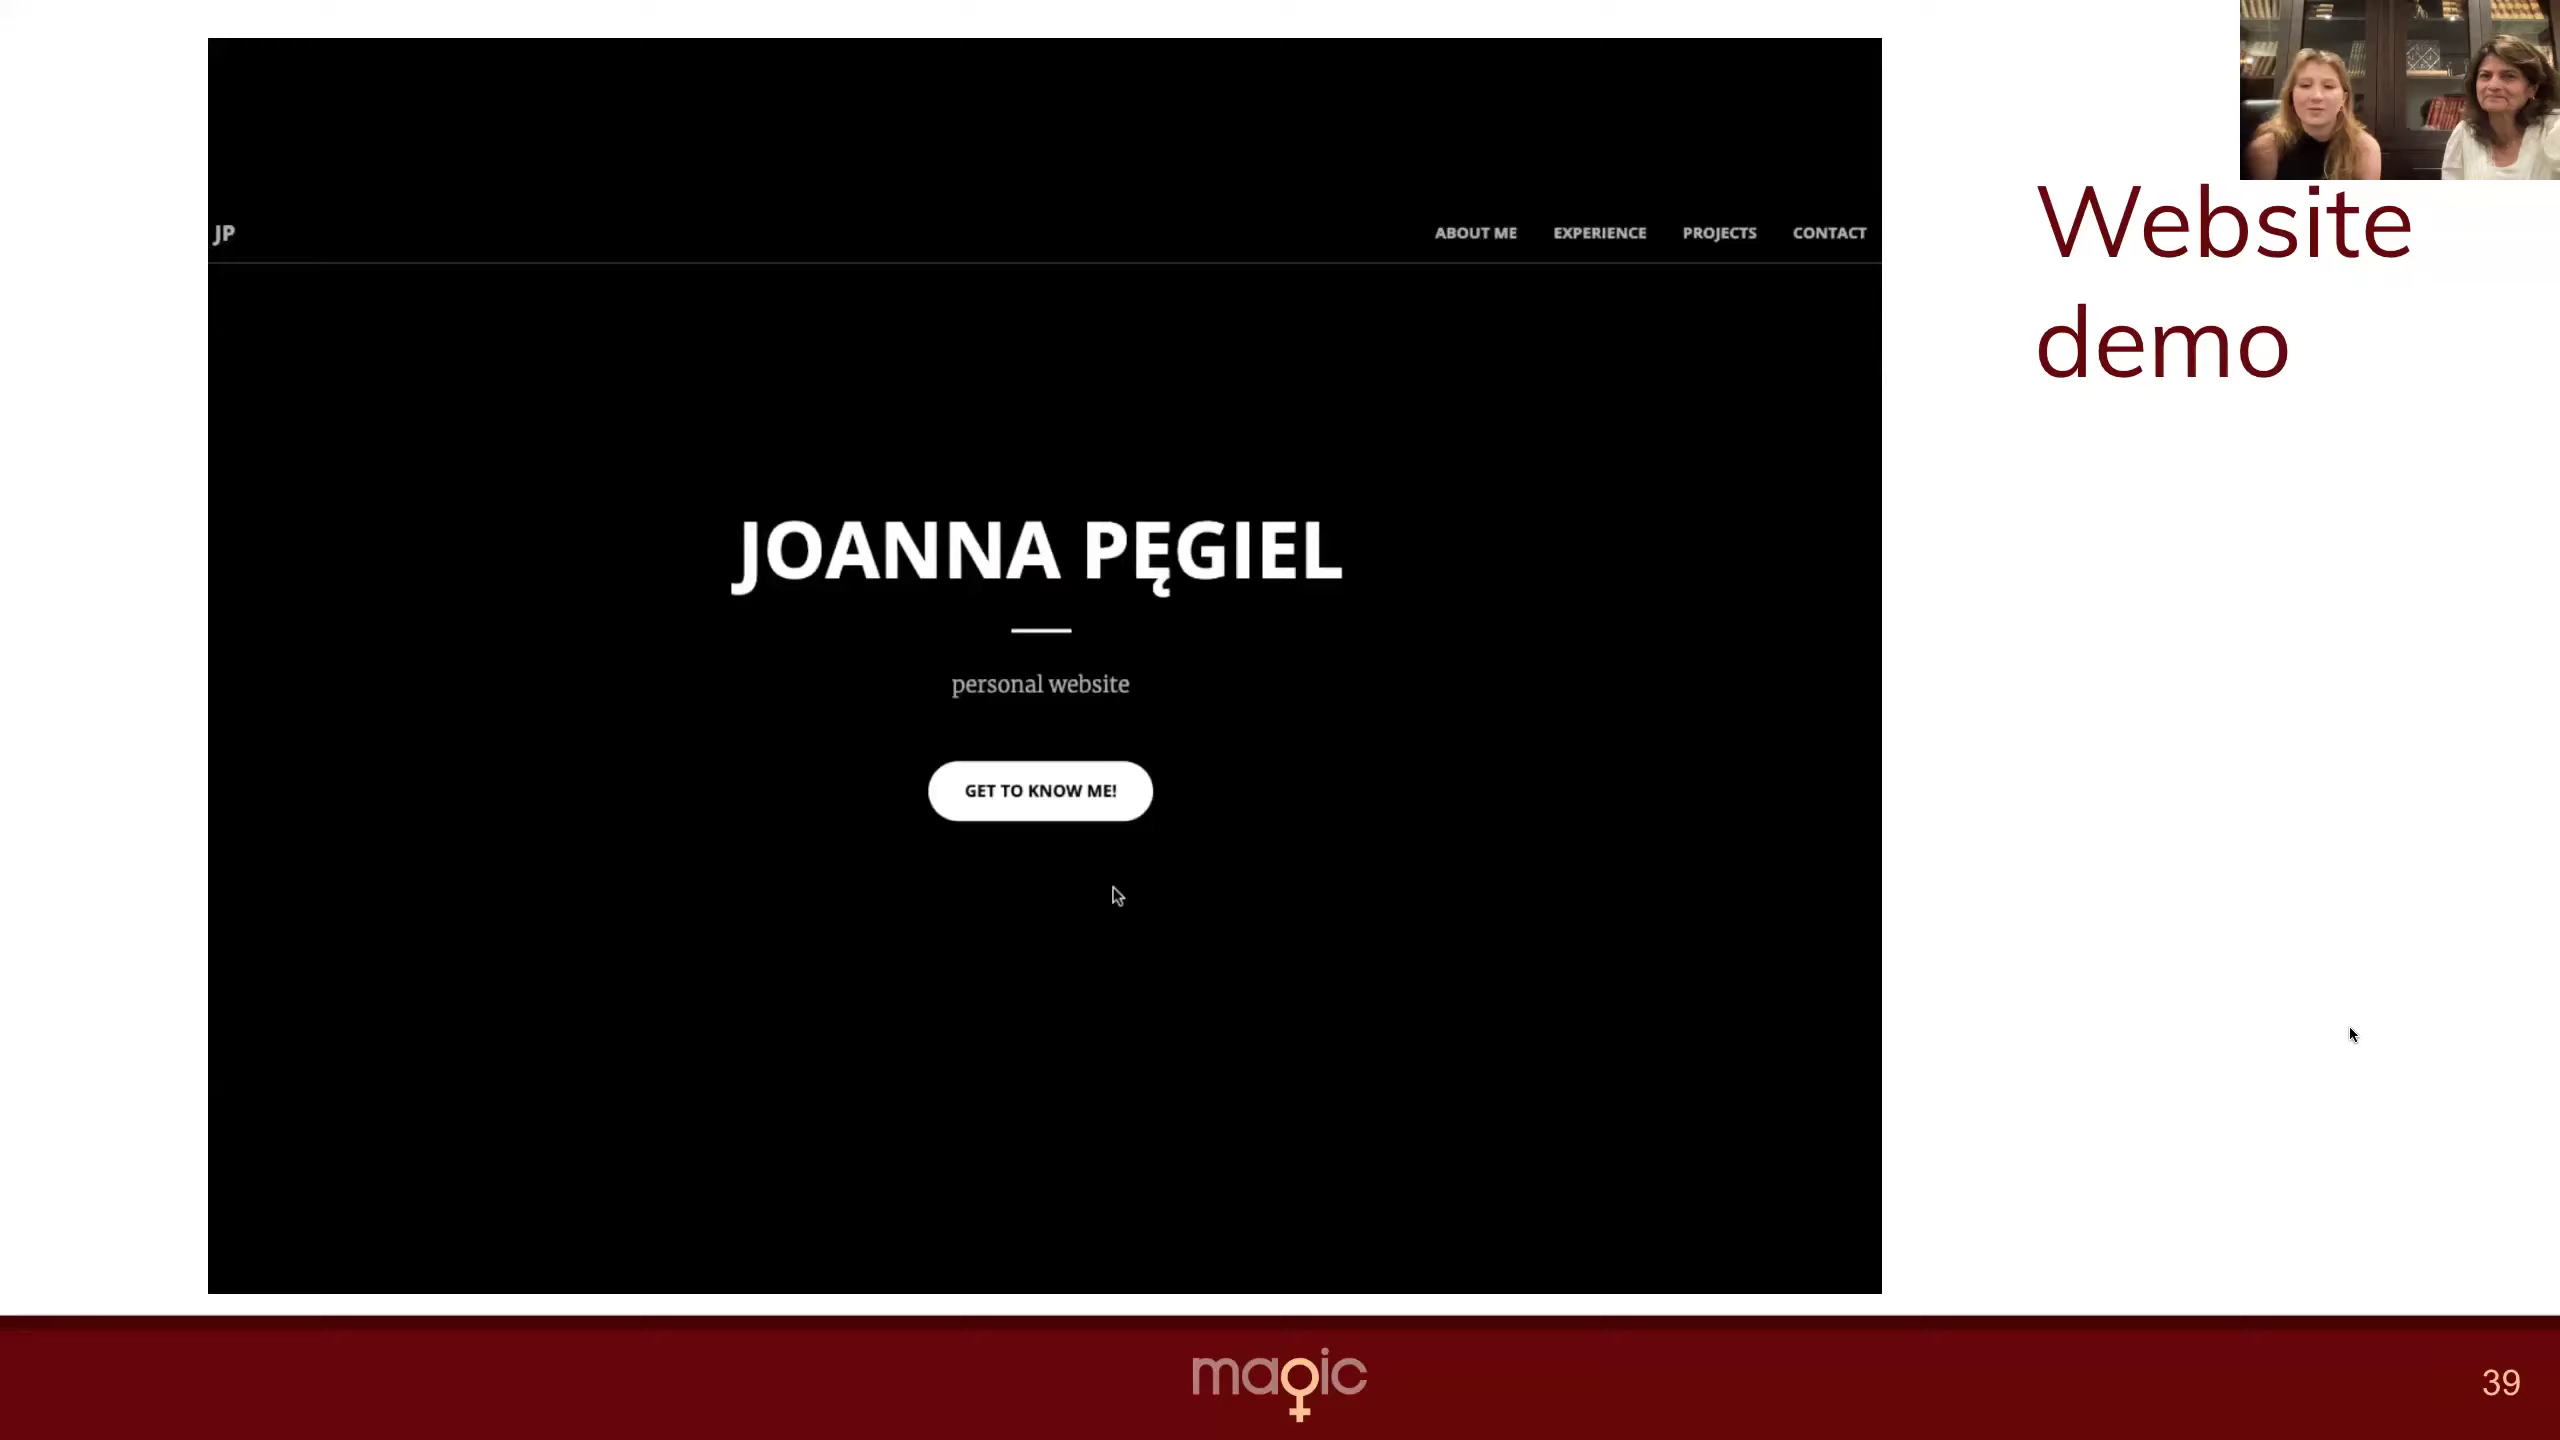 JP
ABOUT ME EXPERIENCE PROJECTS CONTACT
Website
demo
JOANNA PĘGIEL
personal website
GET TO KNOW ME!
magic
39